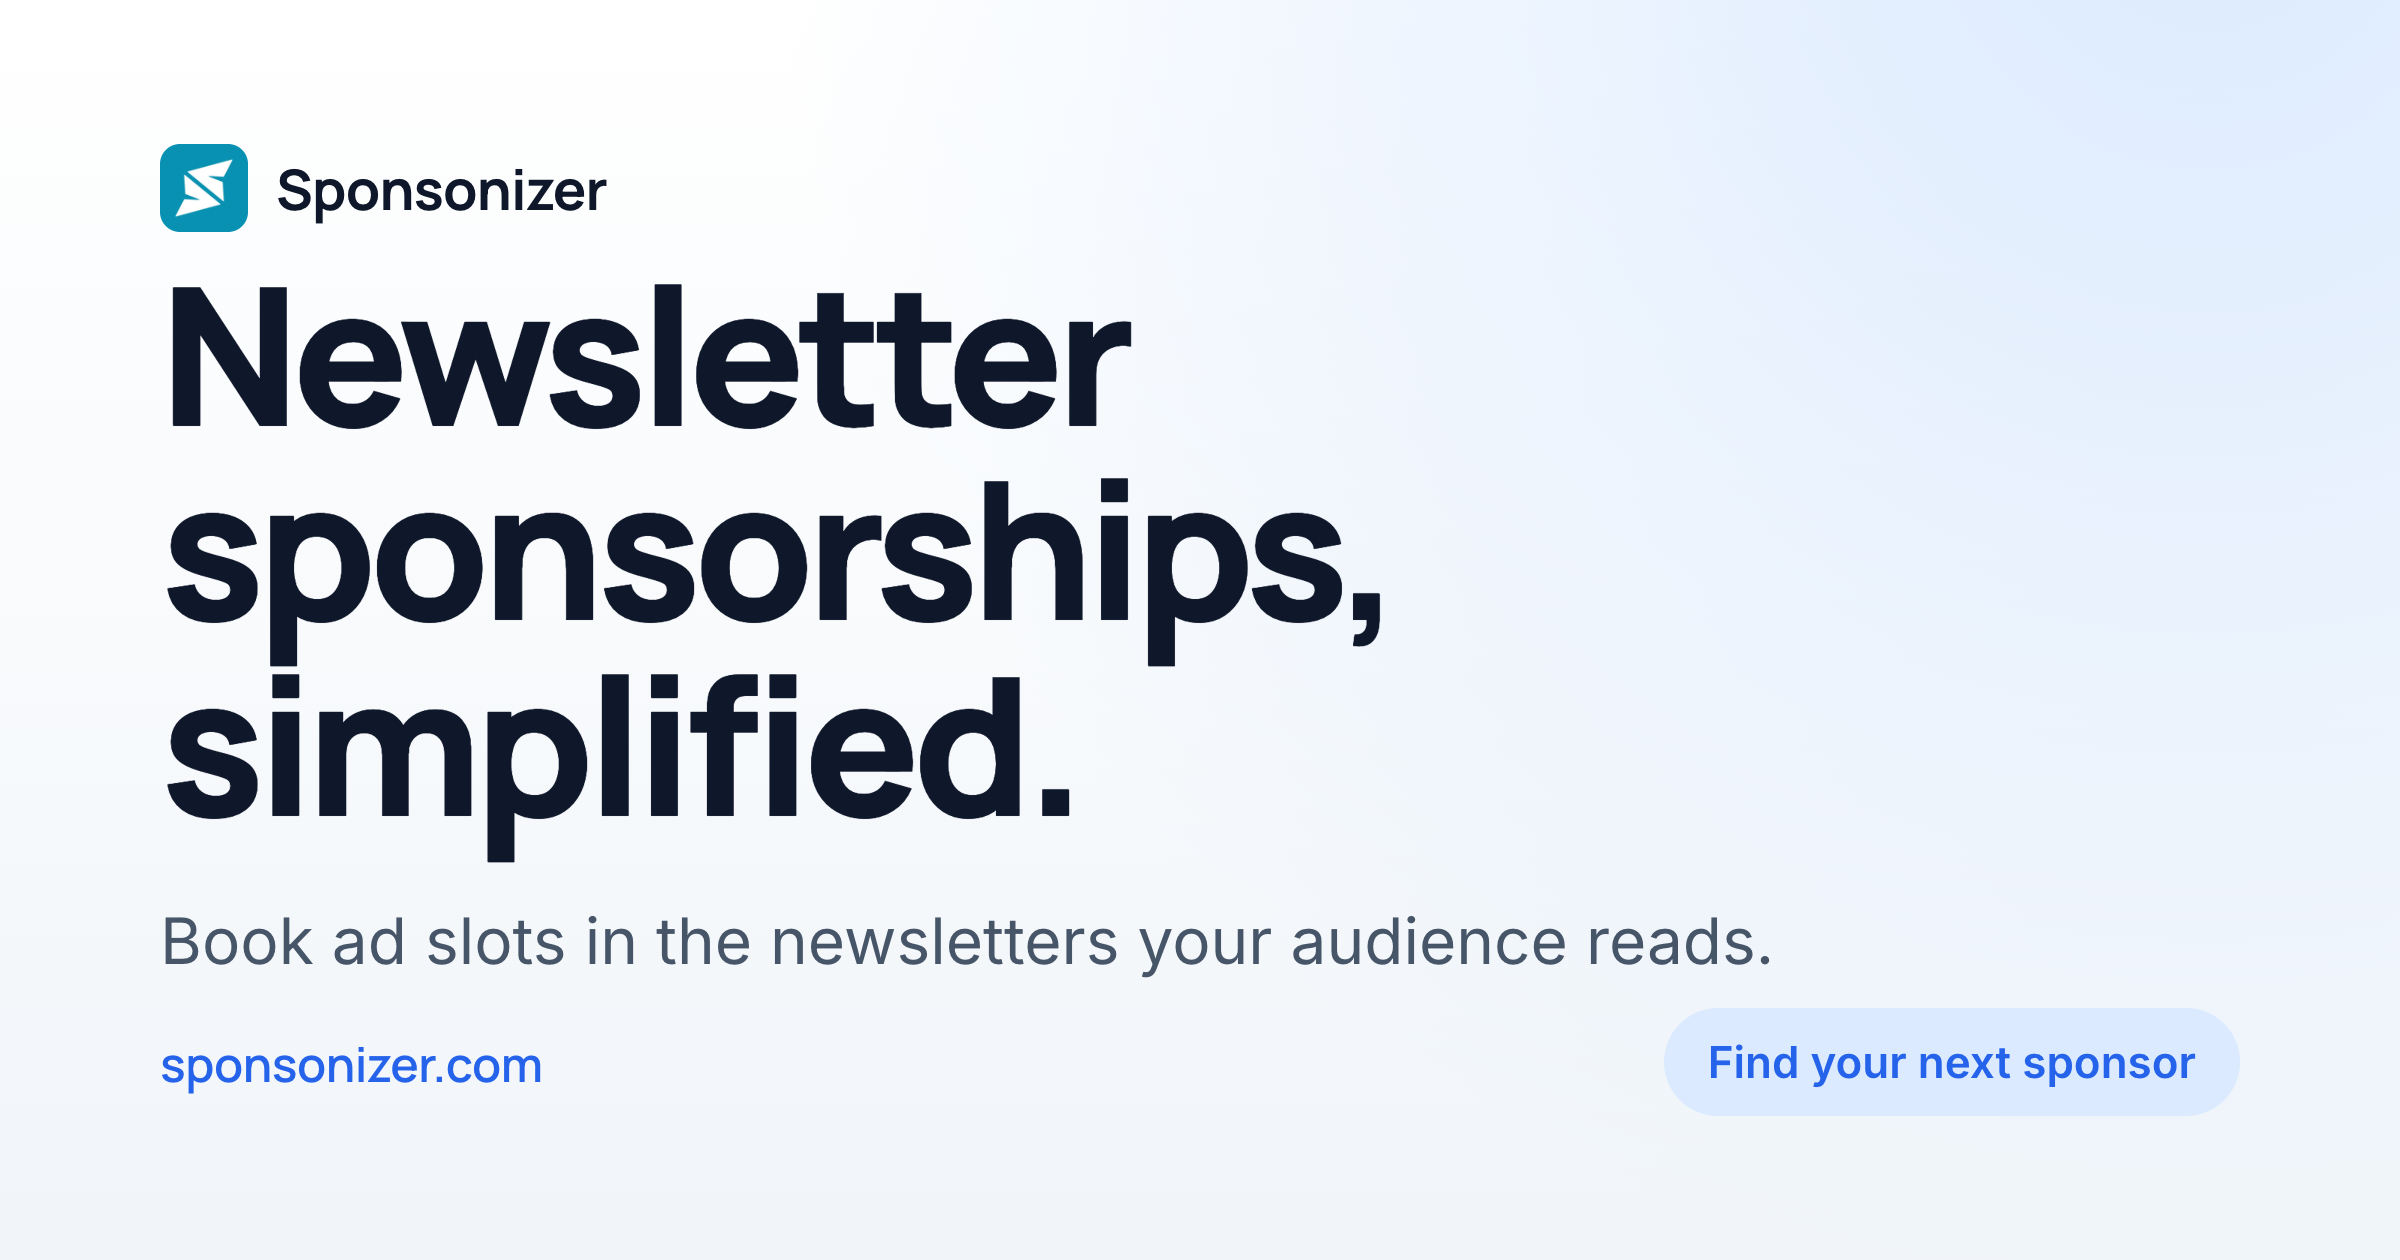 Sponsonizer
Newsletter
sponsorships,
simplified.
Book ad slots in the newsletters your audience reads.
sponsonizer.com
Find your next sponsor